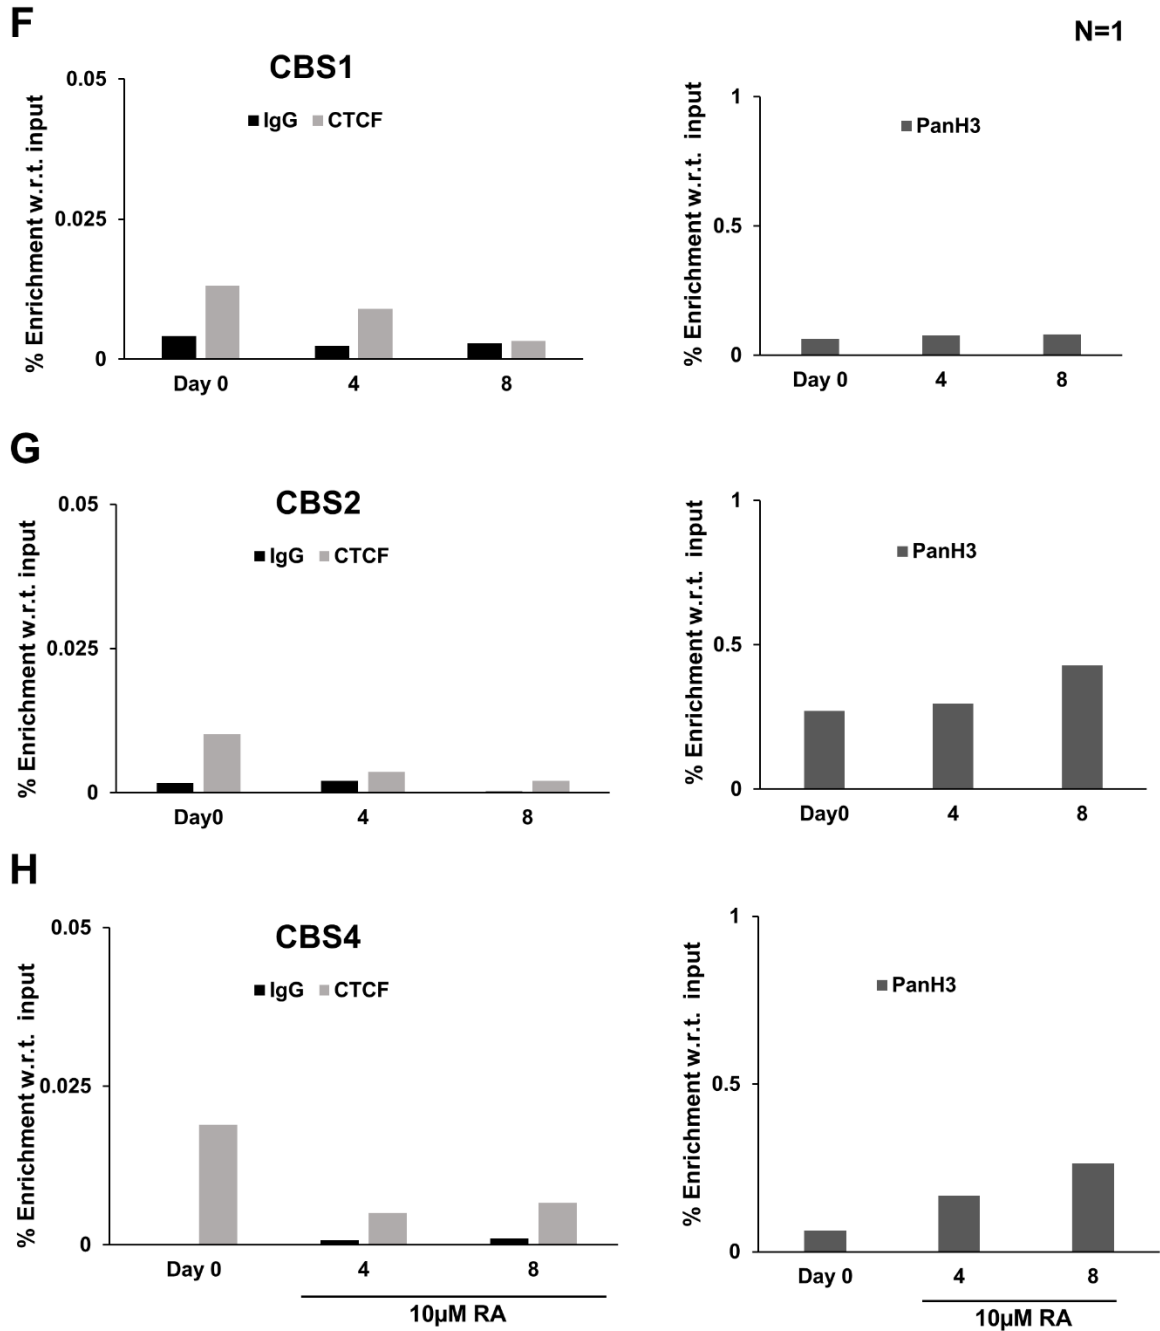 F
N=1
CBS1
% Enrichment w.r.t. input
0.05
0.025
0
IgG CTCF
Day 0 4 8
% Enrichment w.r.t. input
1
0.5
0
PanH3
Day 0 4 8
G
CBS2
% Enrichment w.r.t. input
0.05
0.025
0
IgG CTCF
Day0 4 8
% Enrichment w.r.t. input
1
0.5
0
PanH3
Day0 4 8
H
CBS4
% Enrichment w.r.t. input
0.05
0.025
0
IgG CTCF
Day 0 4 8
10µM RA
% Enrichment w.r.t. input
1
0.5
0
PanH3
Day 0 4 8
10µM RA